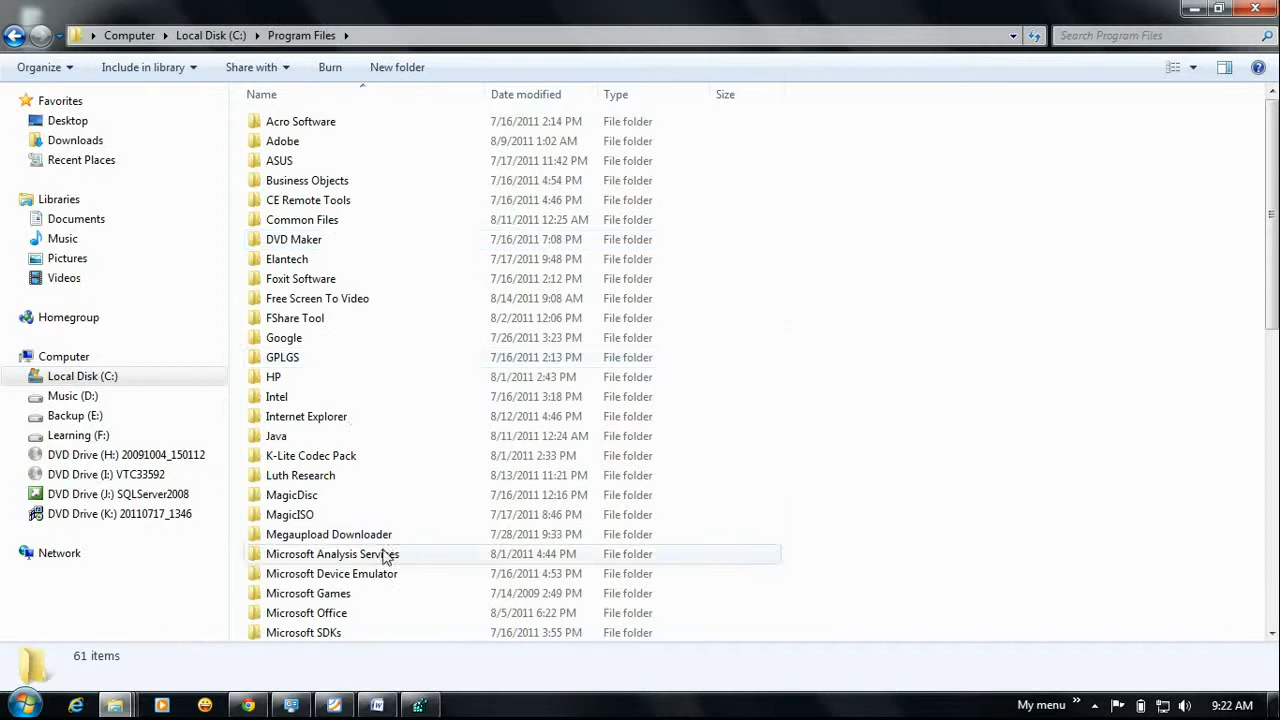 Computer Local Disk (C:) Program Files Search Program Files
Organize Include in library Share with Burn New folder
Favorites
Desktop
Downloads
Recent Places
Libraries
Documents
Music
Pictures
Videos
Homegroup
Computer
Local Disk (C:)
Music (D:)
Backup (E:)
Learning (F:)
DVD Drive (H:) 20091004_150112
DVD Drive (I:) VTC33592
DVD Drive (J:) SQLServer2008
DVD Drive (K:) 20110717_1346
Network
Name Date modified Type Size
Acro Software 7/16/2011 2:14 PM File folder
Adobe 8/9/2011 1:02 AM File folder
ASUS 7/17/2011 11:42 PM File folder
Business Objects 7/16/2011 4:54 PM File folder
CE Remote Tools 7/16/2011 4:46 PM File folder
Common Files 8/11/2011 12:25 AM File folder
DVD Maker 7/16/2011 7:08 PM File folder
Elantech 7/17/2011 9:48 PM File folder
Foxit Software 7/16/2011 2:12 PM File folder
Free Screen To Video 8/14/2011 9:08 AM File folder
FShare Tool 8/2/2011 12:06 PM File folder
Google 7/26/2011 3:23 PM File folder
GPLGS 7/16/2011 2:13 PM File folder
HP 8/1/2011 2:43 PM File folder
Intel 7/16/2011 3:18 PM File folder
Internet Explorer 8/12/2011 4:46 PM File folder
Java 8/11/2011 12:24 AM File folder
K-Lite Codec Pack 8/1/2011 2:33 PM File folder
Luth Research 8/13/2011 11:21 PM File folder
MagicDisc 7/16/2011 12:16 PM File folder
MagicISO 7/17/2011 8:46 PM File folder
Megaupload Downloader 7/28/2011 9:33 PM File folder
Microsoft Analysis Services 8/1/2011 4:44 PM File folder
Microsoft Device Emulator 7/16/2011 4:53 PM File folder
Microsoft Games 7/14/2009 2:49 PM File folder
Microsoft Office 8/5/2011 6:22 PM File folder
Microsoft SDKs 7/16/2011 3:55 PM File folder
61 items
My menu » 9:22 AM